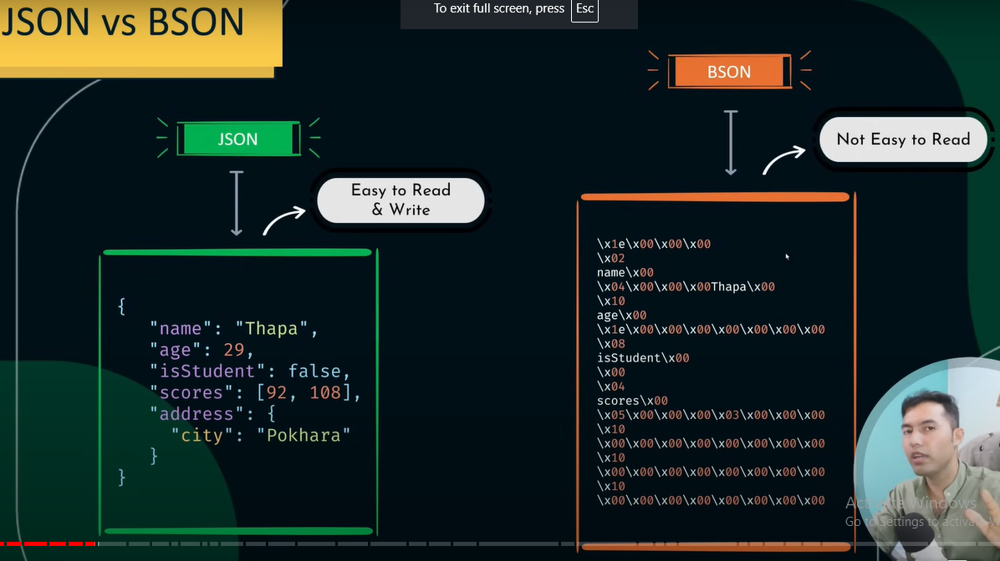 JSON vs BSON
To exit full screen, press Esc
JSON
Easy to Read
& Write
{
"name": "Thapa",
"age": 29,
"isStudent": false,
"scores": [92, 108],
"address": {
"city": "Pokhara"
}
}
BSON
Not Easy to Read
\x1e\x00\x00\x00
\x02
name\x00
\x04\x00\x00\x00Thapa\x00
\x10
age\x00
\x1e\x00\x00\x00\x00\x00\x00\x00
\x08
isStudent\x00
\x00
\x04
scores\x00
\x05\x00\x00\x00\x03\x00\x00\x00
\x10
\x00\x00\x00\x00\x00\x00\x00\x00
\x10
\x00\x00\x00\x00\x00\x00\x00\x00
\x10
\x00\x00\x00\x00\x00\x00\x00\x00
Activate Windows
Go to Settings to activate W